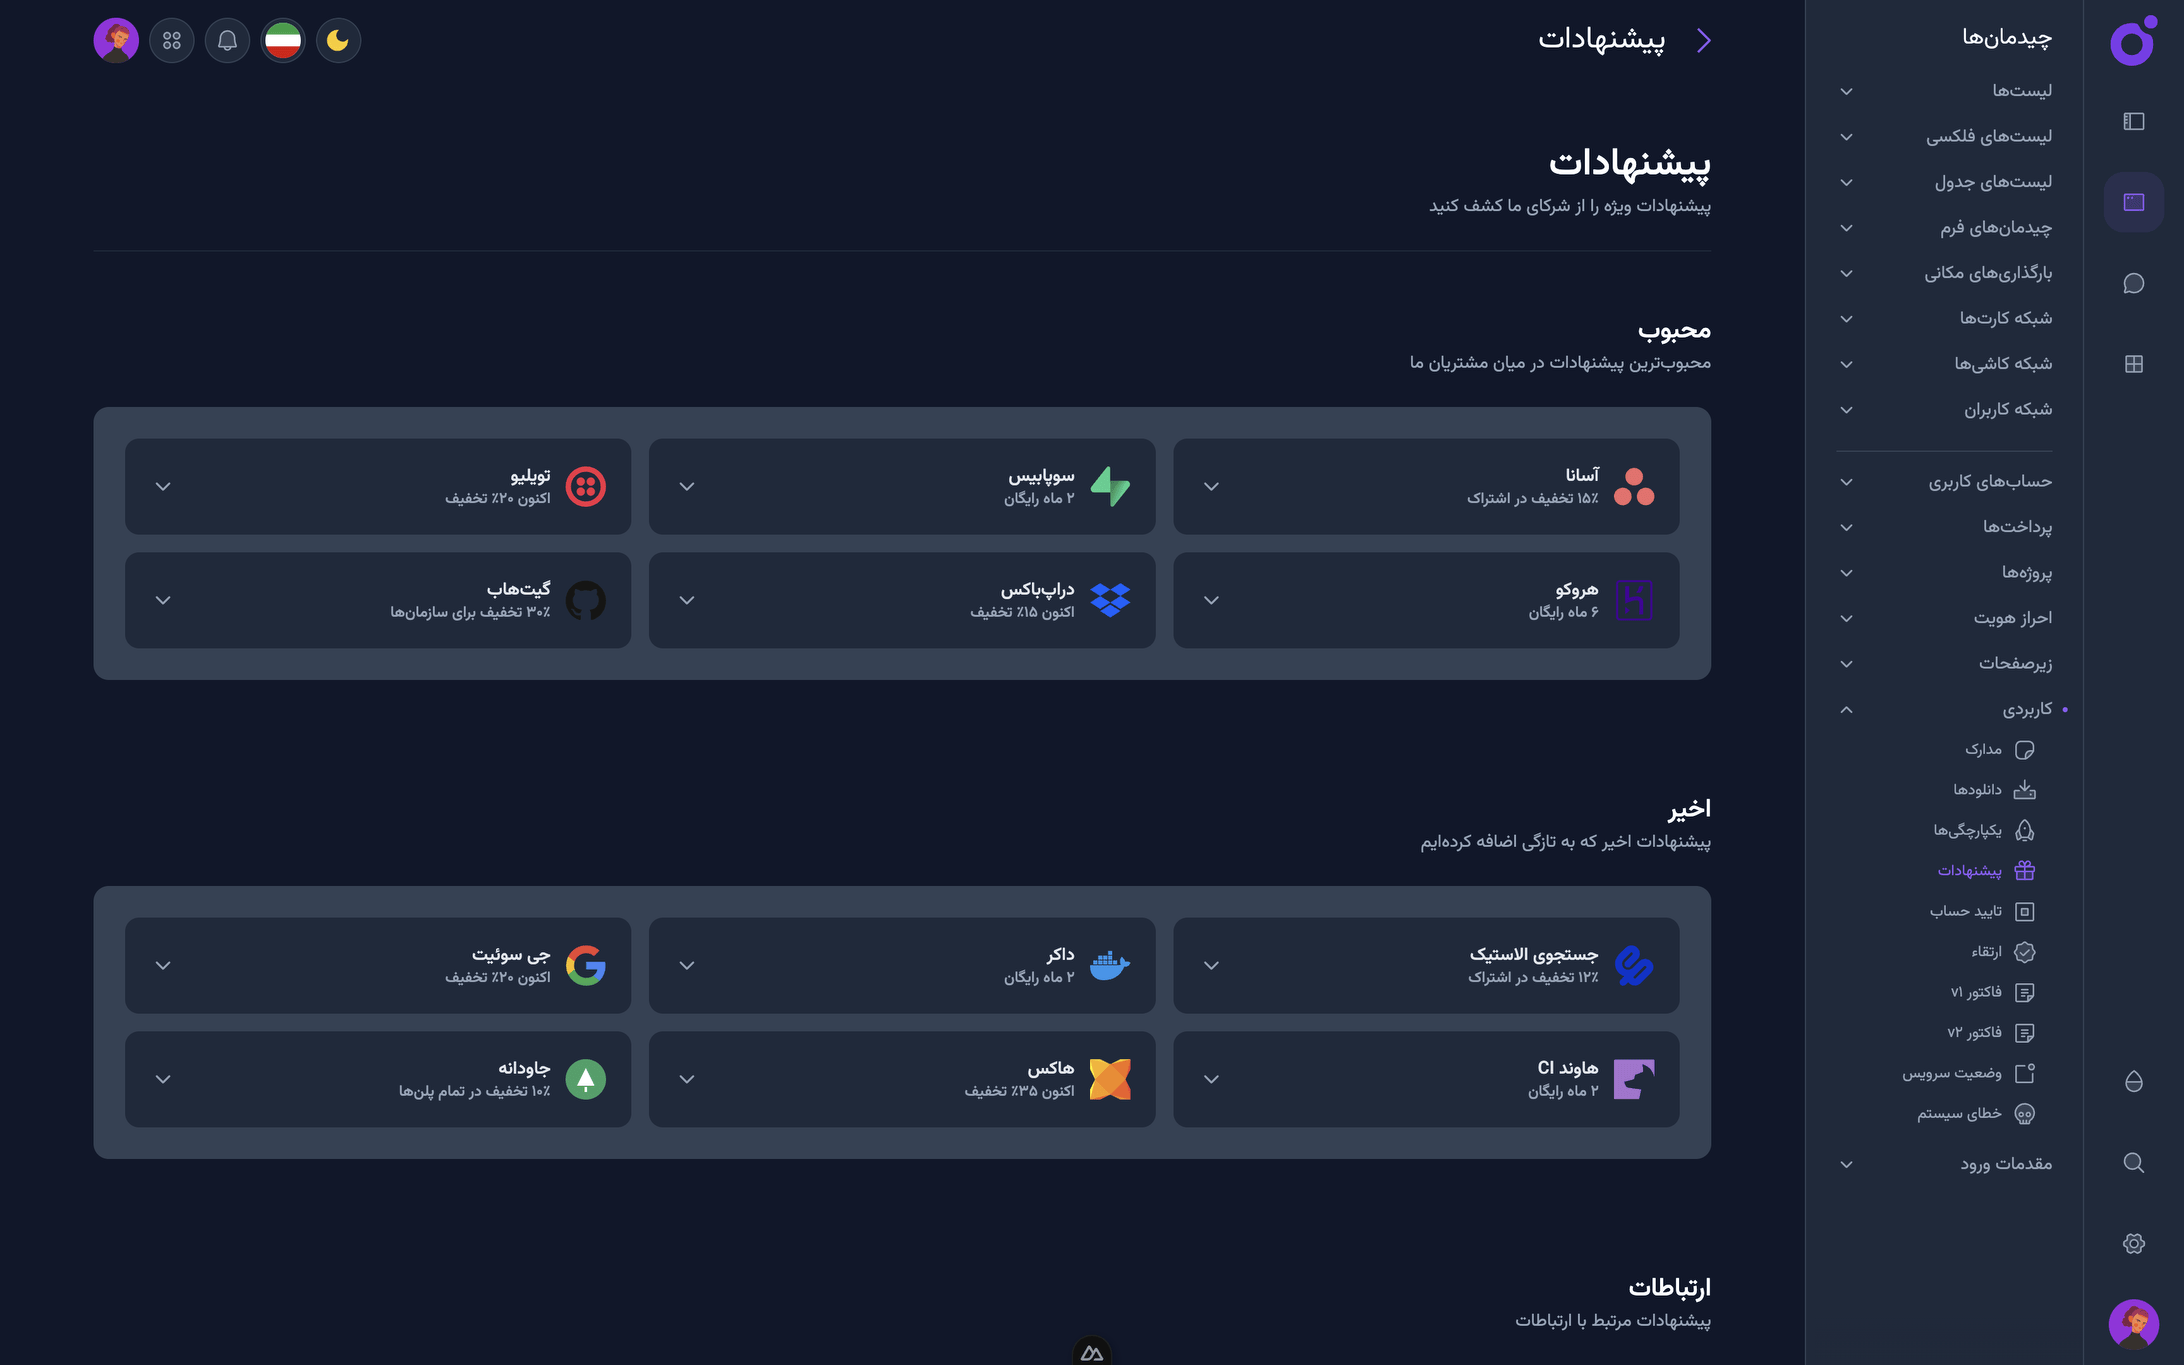 چیدمان‌ها
لیست‌ها
لیست‌های فلکسی
لیست‌های جدول
چیدمان‌های فرم
بارگذاری‌های مکانی
شبکه کارت‌ها
شبکه کاشی‌ها
شبکه کاربران
حساب‌های کاربری
پرداخت‌ها
پروژه‌ها
احراز هویت
زیرصفحات
کاربردی
مدارک
دانلودها
یکپارچگی‌ها
پیشنهادات
تایید حساب
ارتقاء
فاکتور v۱
فاکتور v۲
وضعیت سرویس
خطای سیستم
مقدمات ورود
پیشنهادات
پیشنهادات
پیشنهادات ویژه را از شرکای ما کشف کنید
محبوب
محبوب‌ترین پیشنهادات در میان مشتریان ما
آسانا
۱۵٪ تخفیف در اشتراک
سوپابیس
۲ ماه رایگان
تویلیو
اکنون ۲۰٪ تخفیف
هروکو
۶ ماه رایگان
دراپ‌باکس
اکنون ۱۵٪ تخفیف
گیت‌هاب
۳۰٪ تخفیف برای سازمان‌ها
اخیر
پیشنهادات اخیر که به تازگی اضافه کرده‌ایم
جستجوی الاستیک
۱۲٪ تخفیف در اشتراک
داکر
۲ ماه رایگان
جی سوئیت
اکنون ۲۰٪ تخفیف
هاوند CI
۲ ماه رایگان
هاکس
اکنون ۳۵٪ تخفیف
جاودانه
۱۰٪ تخفیف در تمام پلن‌ها
ارتباطات
پیشنهادات مرتبط با ارتباطات